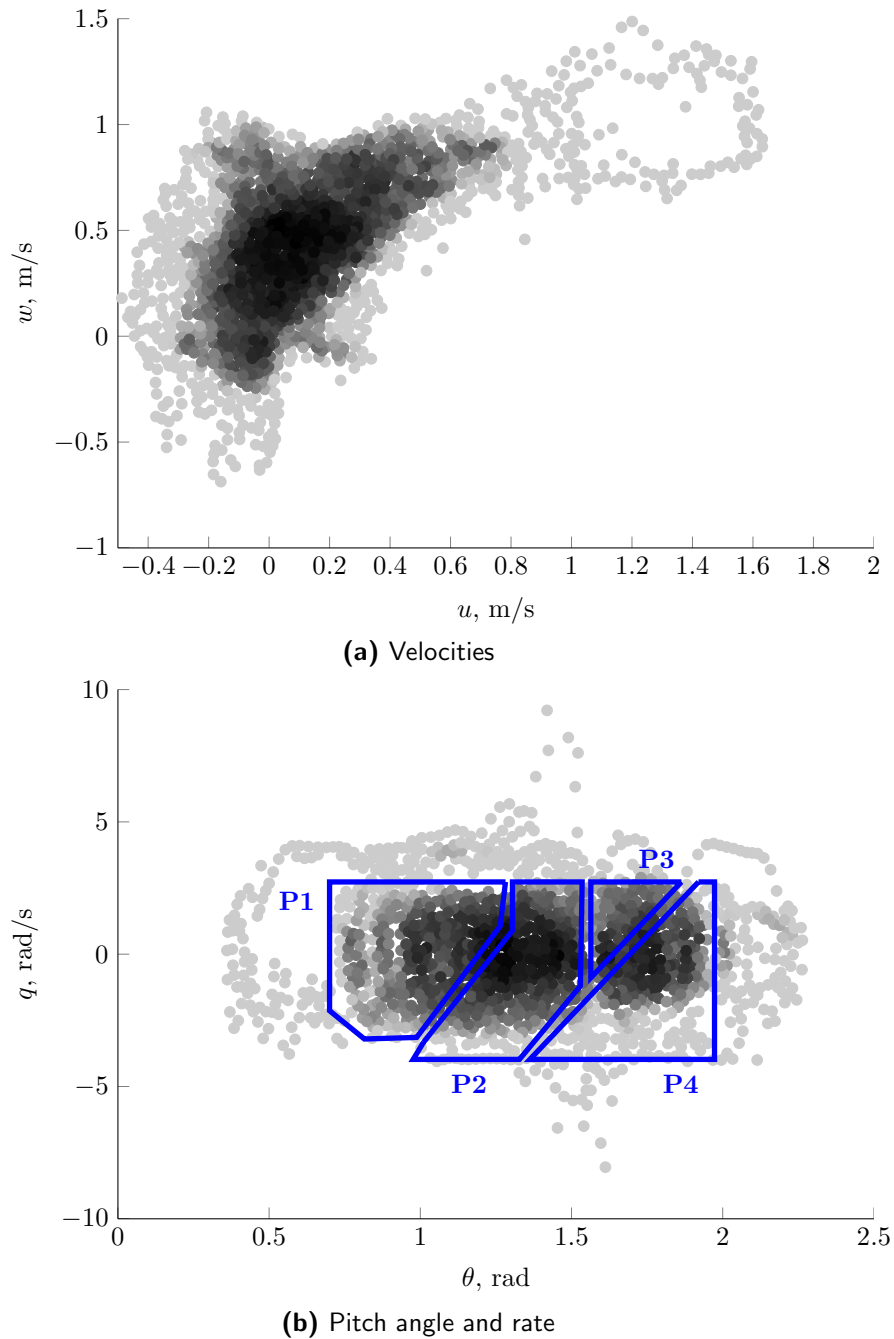 1.5
1
0.5
0
−0.5
−1
w, m/s
−0.4 −0.2 0 0.2 0.4 0.6 0.8 1 1.2 1.4 1.6 1.8 2
u, m/s
(a) Velocities
10
5
0
−5
−10
q, rad/s
P1
P3
P2
P4
0 0.5 1 1.5 2 2.5
θ, rad
(b) Pitch angle and rate